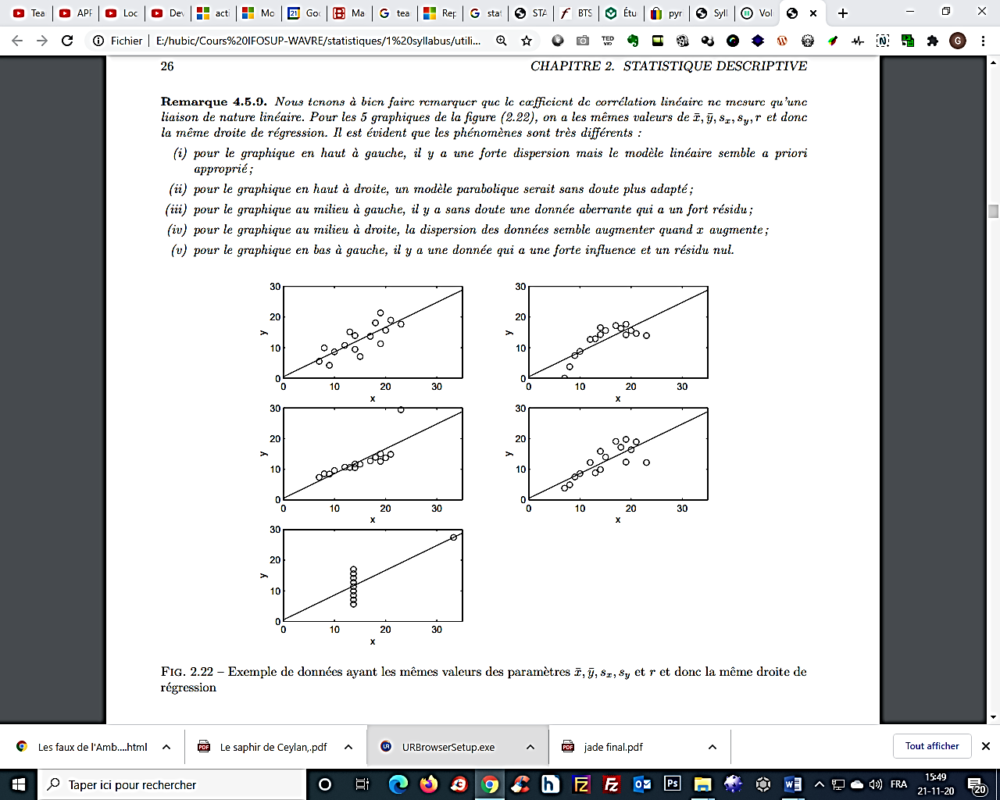 Tea
APP
Loc
Dev
acti
Mo
Goo
Ma
tea
Rep
stat
STA
BTS
Étu
pyr
Syll
Vol
Fichier | E:/hubic/Cours%20IFOSUP-WAVRE/statistiques/1%20syllabus/utili...
26 CHAPITRE 2. STATISTIQUE DESCRIPTIVE
Remarque 4.5.9. Nous tenons à bien faire remarquer que le cœfficient de corrélation linéaire ne mesure qu'une
liaison de nature linéaire. Pour les 5 graphiques de la figure (2.22), on a les mêmes valeurs de x̄, ȳ, sₓ, s_y, r et donc
la même droite de régression. Il est évident que les phénomènes sont très différents :
(i) pour le graphique en haut à gauche, il y a une forte dispersion mais le modèle linéaire semble a priori
approprié ;
(ii) pour le graphique en haut à droite, un modèle parabolique serait sans doute plus adapté ;
(iii) pour le graphique au milieu à gauche, il y a sans doute une donnée aberrante qui a un fort résidu ;
(iv) pour le graphique au milieu à droite, la dispersion des données semble augmenter quand x augmente ;
(v) pour le graphique en bas à gauche, il y a une donnée qui a une forte influence et un résidu nul.
30
20
y
10
0
0 10 20 30
x
30
20
y
10
0
0 10 20 30
x
30
20
y
10
0
0 10 20 30
x
30
20
y
10
0
0 10 20 30
x
30
20
y
10
0
0 10 20 30
x
FIG. 2.22 – Exemple de données ayant les mêmes valeurs des paramètres x̄, ȳ, sₓ, s_y et r et donc la même droite de
régression
Les faux de l'Amb....html
Le saphir de Ceylan,.pdf
URBrowserSetup.exe
jade final.pdf
Tout afficher
Taper ici pour rechercher
FRA
15:49
21-11-20
20